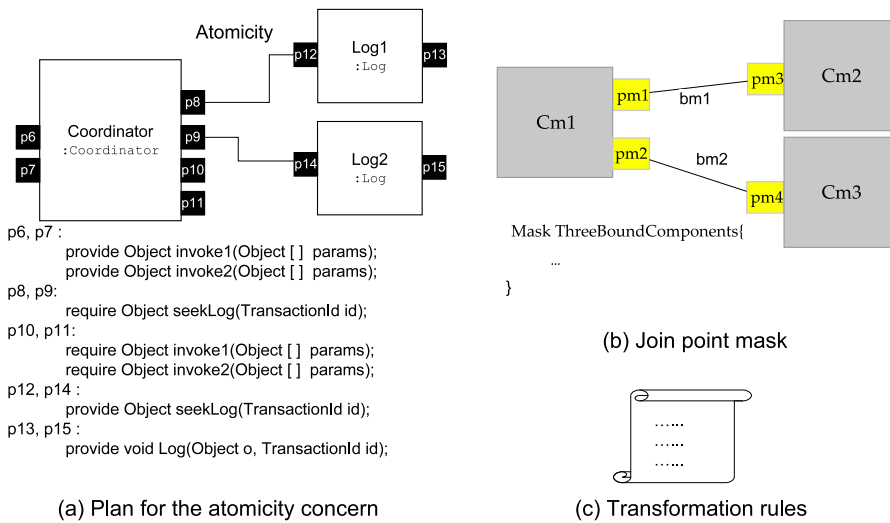 Atomicity
Coordinator
:Coordinator
p6
p7
p8
p9
p10
p11
p12
Log1
:Log
p13
p14
Log2
:Log
p15
p6, p7 :
provide Object invoke1(Object [ ] params);
provide Object invoke2(Object [ ] params);
p8, p9:
require Object seekLog(TransactionId id);
p10, p11:
require Object invoke1(Object [ ] params);
require Object invoke2(Object [ ] params);
p12, p14 :
provide Object seekLog(TransactionId id);
p13, p15 :
provide void Log(Object o, TransactionId id);
(a) Plan for the atomicity concern
Cm1
pm1
pm2
bm1
bm2
pm3
Cm2
pm4
Cm3
Mask ThreeBoundComponents{
...
}
(b) Join point mask
......
......
......
(c) Transformation rules